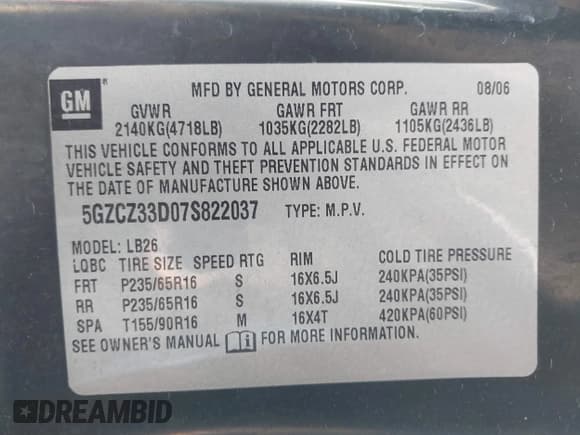 GM
MFD BY GENERAL MOTORS CORP. 08/06
GVWR GAWR FRT GAWR RR
2140KG(4718LB) 1035KG(2282LB) 1105KG(2436LB)
THIS VEHICLE CONFORMS TO ALL APPLICABLE U.S. FEDERAL MOTOR
VEHICLE SAFETY AND THEFT PREVENTION STANDARDS IN EFFECT ON
THE DATE OF MANUFACTURE SHOWN ABOVE.
5GZCZ33D07S822037 TYPE: M.P.V.
MODEL: LB26
LQBC TIRE SIZE SPEED RTG RIM COLD TIRE PRESSURE
FRT P235/65R16 S 16X6.5J 240KPA(35PSI)
RR P235/65R16 S 16X6.5J 240KPA(35PSI)
SPA T155/90R16 M 16X4T 420KPA(60PSI)
SEE OWNER'S MANUAL i FOR MORE INFORMATION.
DREAMBID